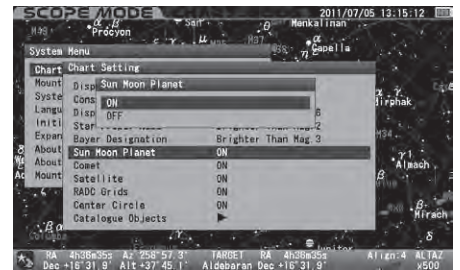 SCOPE MODE 2011/07/05 13:15:12
α β
Procyon
Menkalinan
Capella
System Menu
Chart Chart Setting
Mount Disp Sun Moon Planet
Syste Cons ON
Langu Disp OFF
Initi Star Brighter Than Mag 2
Expan Bayer Designation Brighter Than Mag 3
About Sun Moon Planet ON
About Comet ON
Mount Satellite ON
RADC Grids ON
Center Circle ON
Catalogue Objects ▶
M34
γ1
Almach
β
Mirach
δ
RA 4h36m35s Az 258°57.3' TARGET RA 4h36m35s Align:4 ALTAZ
Dec +16°31.9' Alt +37°45.1' Aldebaran Dec +16°31.9' x500